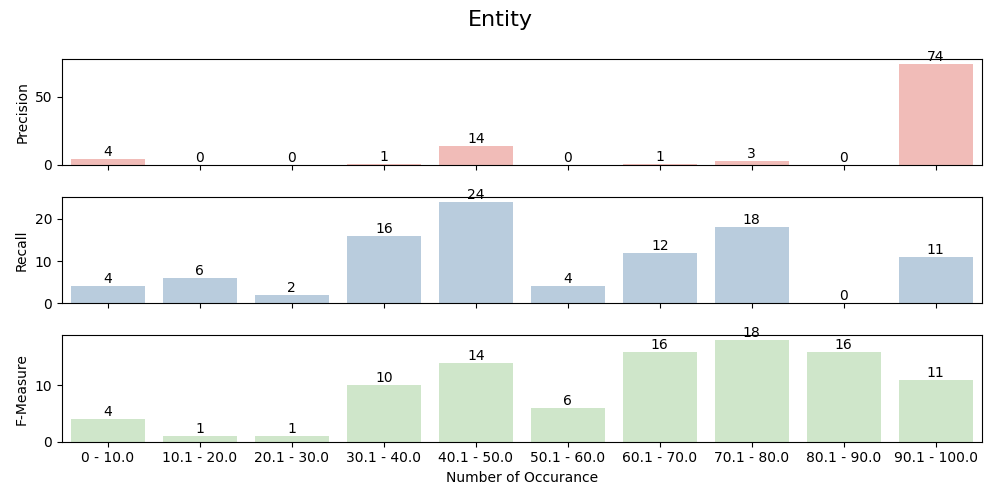 Entity
Precision
50
0
4 0 0 1 14 0 1 3 0 74
Recall
20
10
0
4 6 2 16 24 4 12 18 0 11
F-Measure
10
0
4 1 1 10 14 6 16 18 16 11
0 - 10.0 10.1 - 20.0 20.1 - 30.0 30.1 - 40.0 40.1 - 50.0 50.1 - 60.0 60.1 - 70.0 70.1 - 80.0 80.1 - 90.0 90.1 - 100.0
Number of Occurance